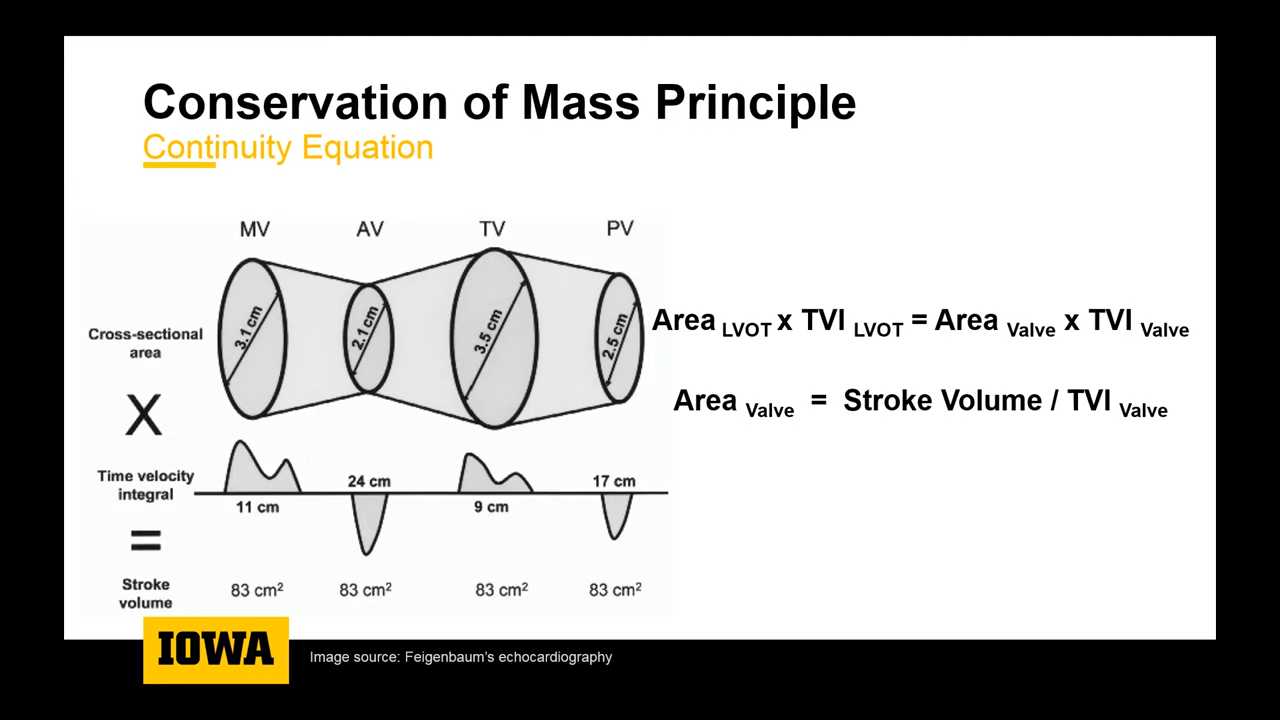 Conservation of Mass Principle
Continuity Equation
MV AV TV PV
3.1 cm 2.1 cm 3.5 cm 2.5 cm
Cross-sectional
area
X
Time velocity
integral
24 cm 17 cm
11 cm 9 cm
=
Stroke
volume
83 cm² 83 cm² 83 cm² 83 cm²
Area LVOT x TVI LVOT = Area Valve x TVI Valve
Area Valve = Stroke Volume / TVI Valve
IOWA
Image source: Feigenbaum's echocardiography